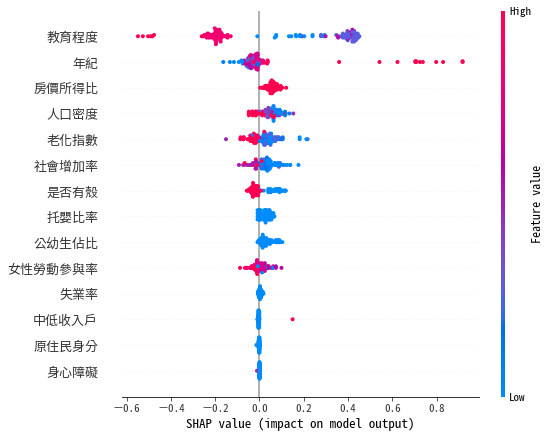 High
教育程度
年紀
房價所得比
人口密度
老化指數
社會增加率
是否有殼
托嬰比率
公幼生佔比
女性勞動參與率
失業率
中低收入戶
原住民身分
身心障礙
Feature value
Low
−0.6 −0.4 −0.2 0.0 0.2 0.4 0.6 0.8
SHAP value (impact on model output)